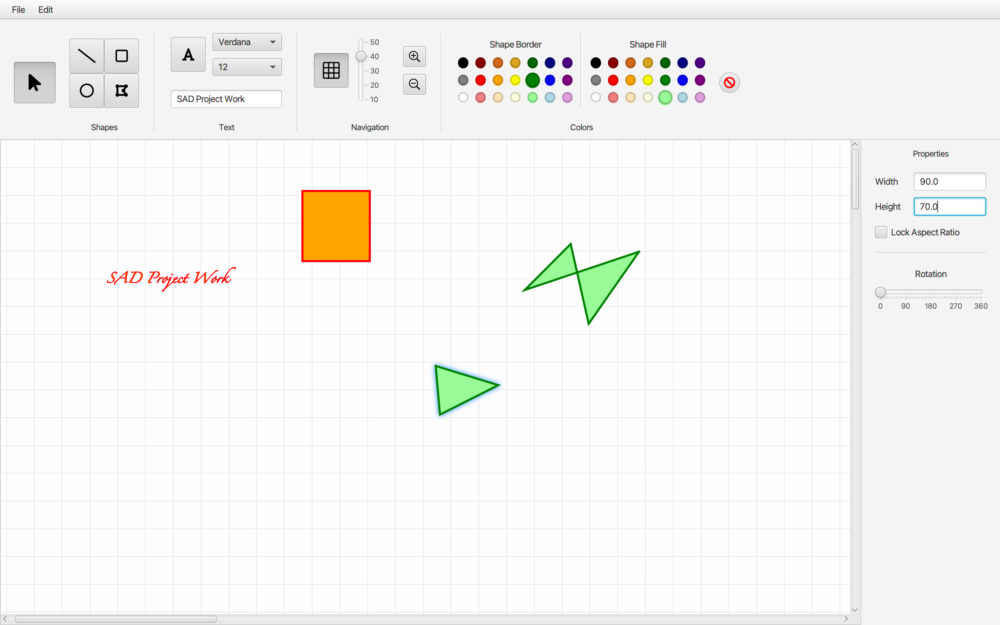 File Edit
Verdana
12
SAD Project Work
50
40
30
20
10
Shape Border
Shape Fill
Shapes
Text
Navigation
Colors
Properties
Width 90.0
Height 70.0
Lock Aspect Ratio
Rotation
0 90 180 270 360
SAD Project Work